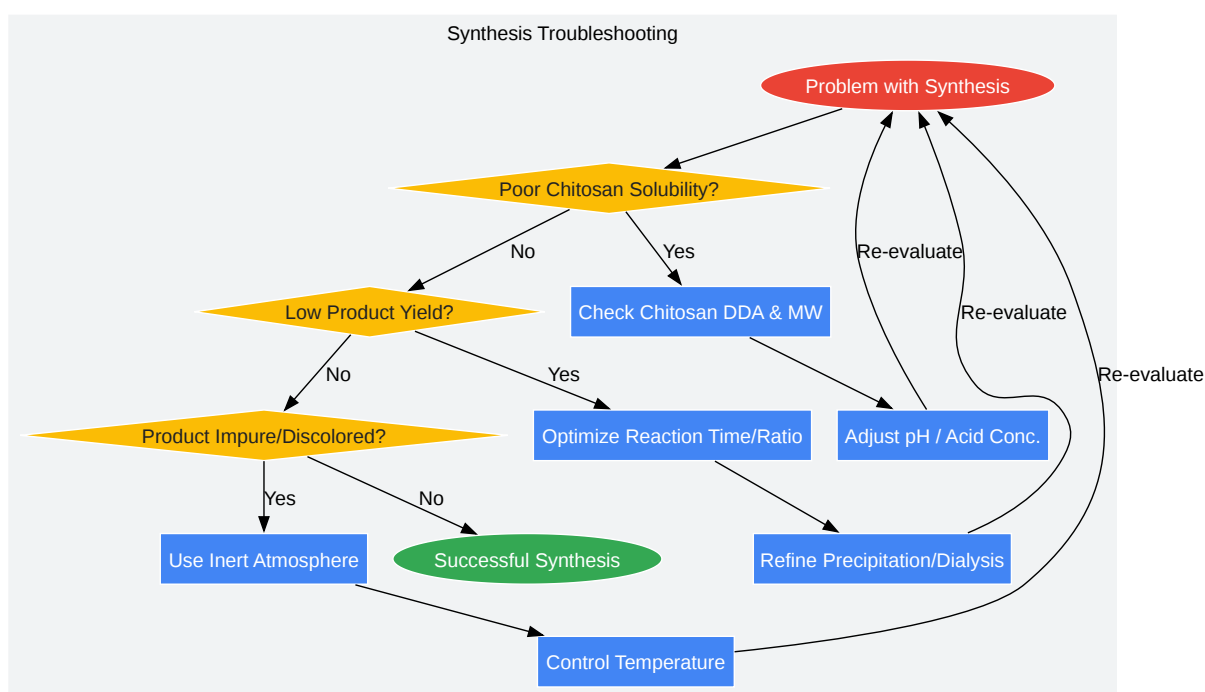 Synthesis Troubleshooting
Problem with Synthesis
Poor Chitosan Solubility?
No
Yes
Re-evaluate
Low Product Yield?
Check Chitosan DDA & MW
Re-evaluate
No
Yes
Re-evaluate
Product Impure/Discolored?
Optimize Reaction Time/Ratio
Adjust pH / Acid Conc.
Yes
No
Use Inert Atmosphere
Successful Synthesis
Refine Precipitation/Dialysis
Control Temperature